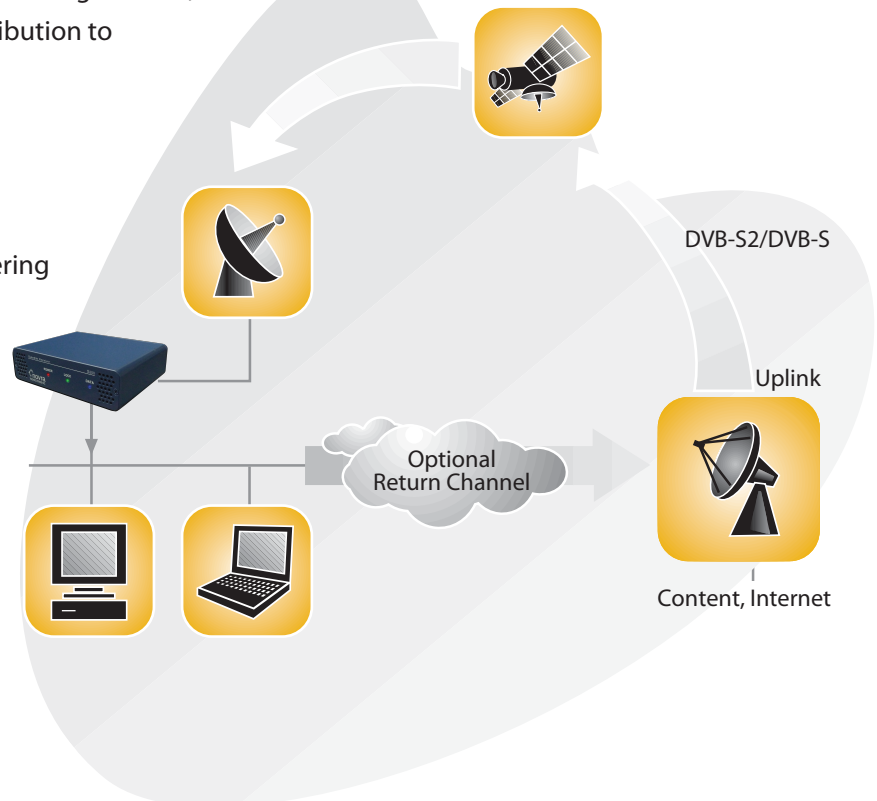 ibution to
ering
DVB-S2/DVB-S
Uplink
Optional
Return Channel
Content, Internet